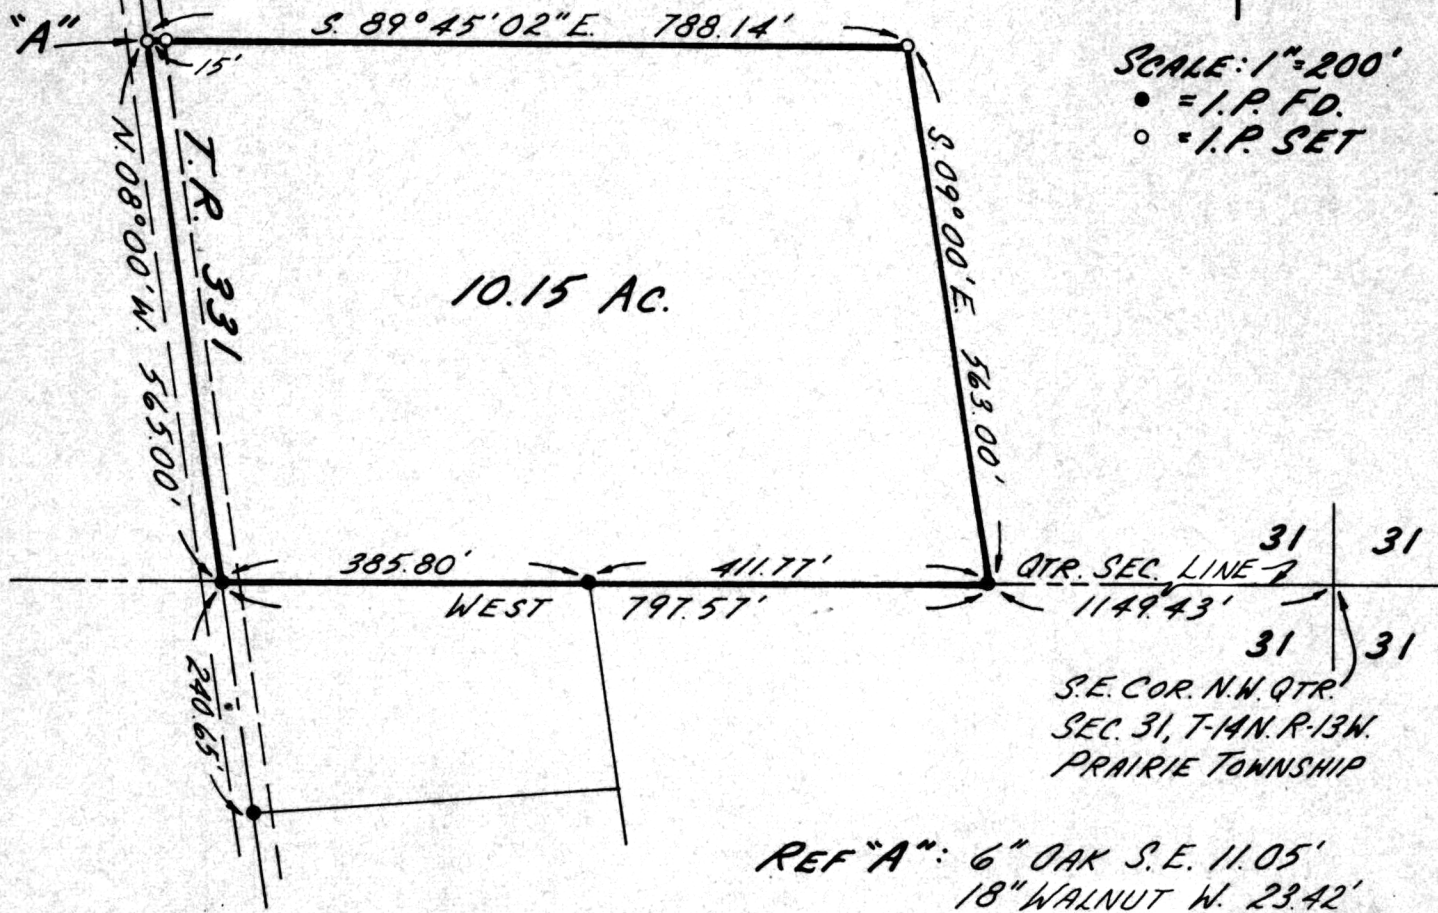 "A"
S. 89°45'02"E. 788.14'
15'
SCALE: 1"=200'
● = I.P. FD.
○ = I.P. SET
N. 08°00'W. 565.00'
T.R. 331
S. 09°00'E. 563.00'
10.15 AC.
385.80'
411.77'
WEST 797.57'
QTR. SEC. LINE
1149.43'
31
31
31
31
240.65'
S.E. COR. N.W. QTR.
SEC. 31, T-14N. R-13W.
PRAIRIE TOWNSHIP
REF "A": 6" OAK S.E. 11.05'
18" WALNUT W. 23.42'